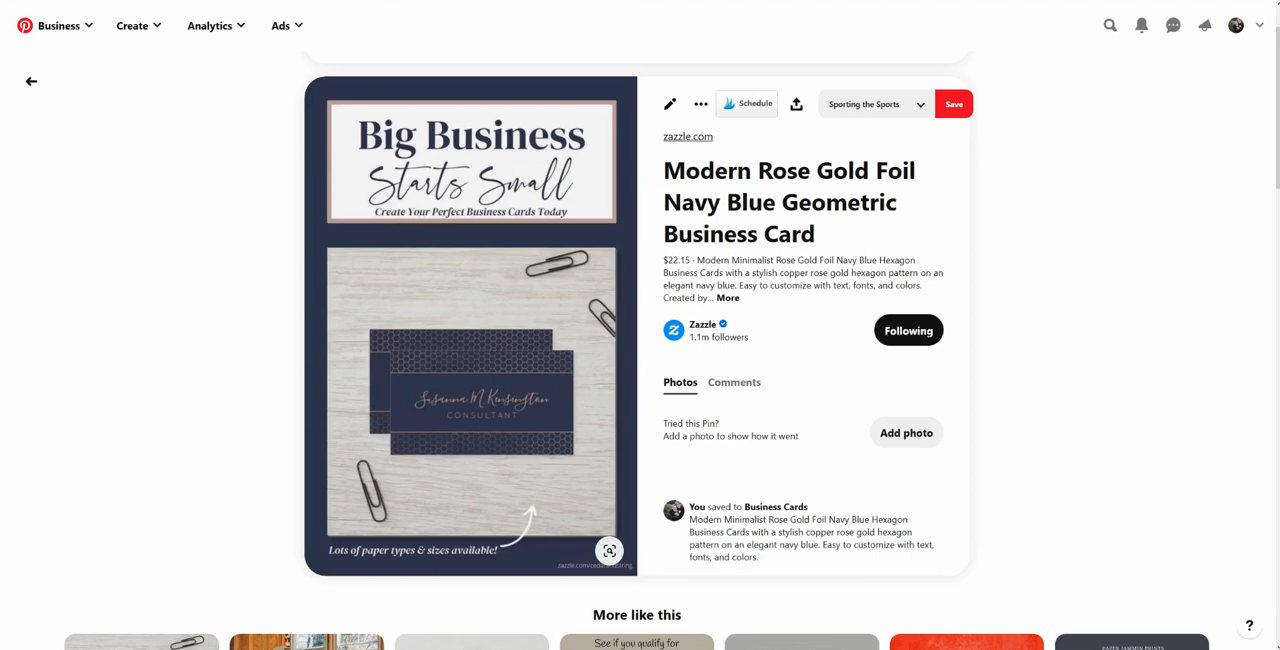 Business
Create
Analytics
Ads
Big Business
Starts Small
Create Your Perfect Business Cards Today
Susanna M Kensington
CONSULTANT
Lots of paper types & sizes available!
Schedule
Sporting the Sports
Save
zazzle.com
Modern Rose Gold Foil
Navy Blue Geometric
Business Card
$22.15 · Modern Minimalist Rose Gold Foil Navy Blue Hexagon
Business Cards with a stylish copper rose gold hexagon pattern on an
elegant navy blue. Easy to customize with text, fonts, and colors.
Created by... More
Zazzle
1.1m followers
Following
Photos
Comments
Tried this Pin?
Add a photo to show how it went
Add photo
You saved to Business Cards
Modern Minimalist Rose Gold Foil Navy Blue Hexagon
Business Cards with a stylish copper rose gold hexagon
pattern on an elegant navy blue. Easy to customize with text,
fonts, and colors.
More like this
See if you qualify for
PAPER JAMMIN PRINTS
?